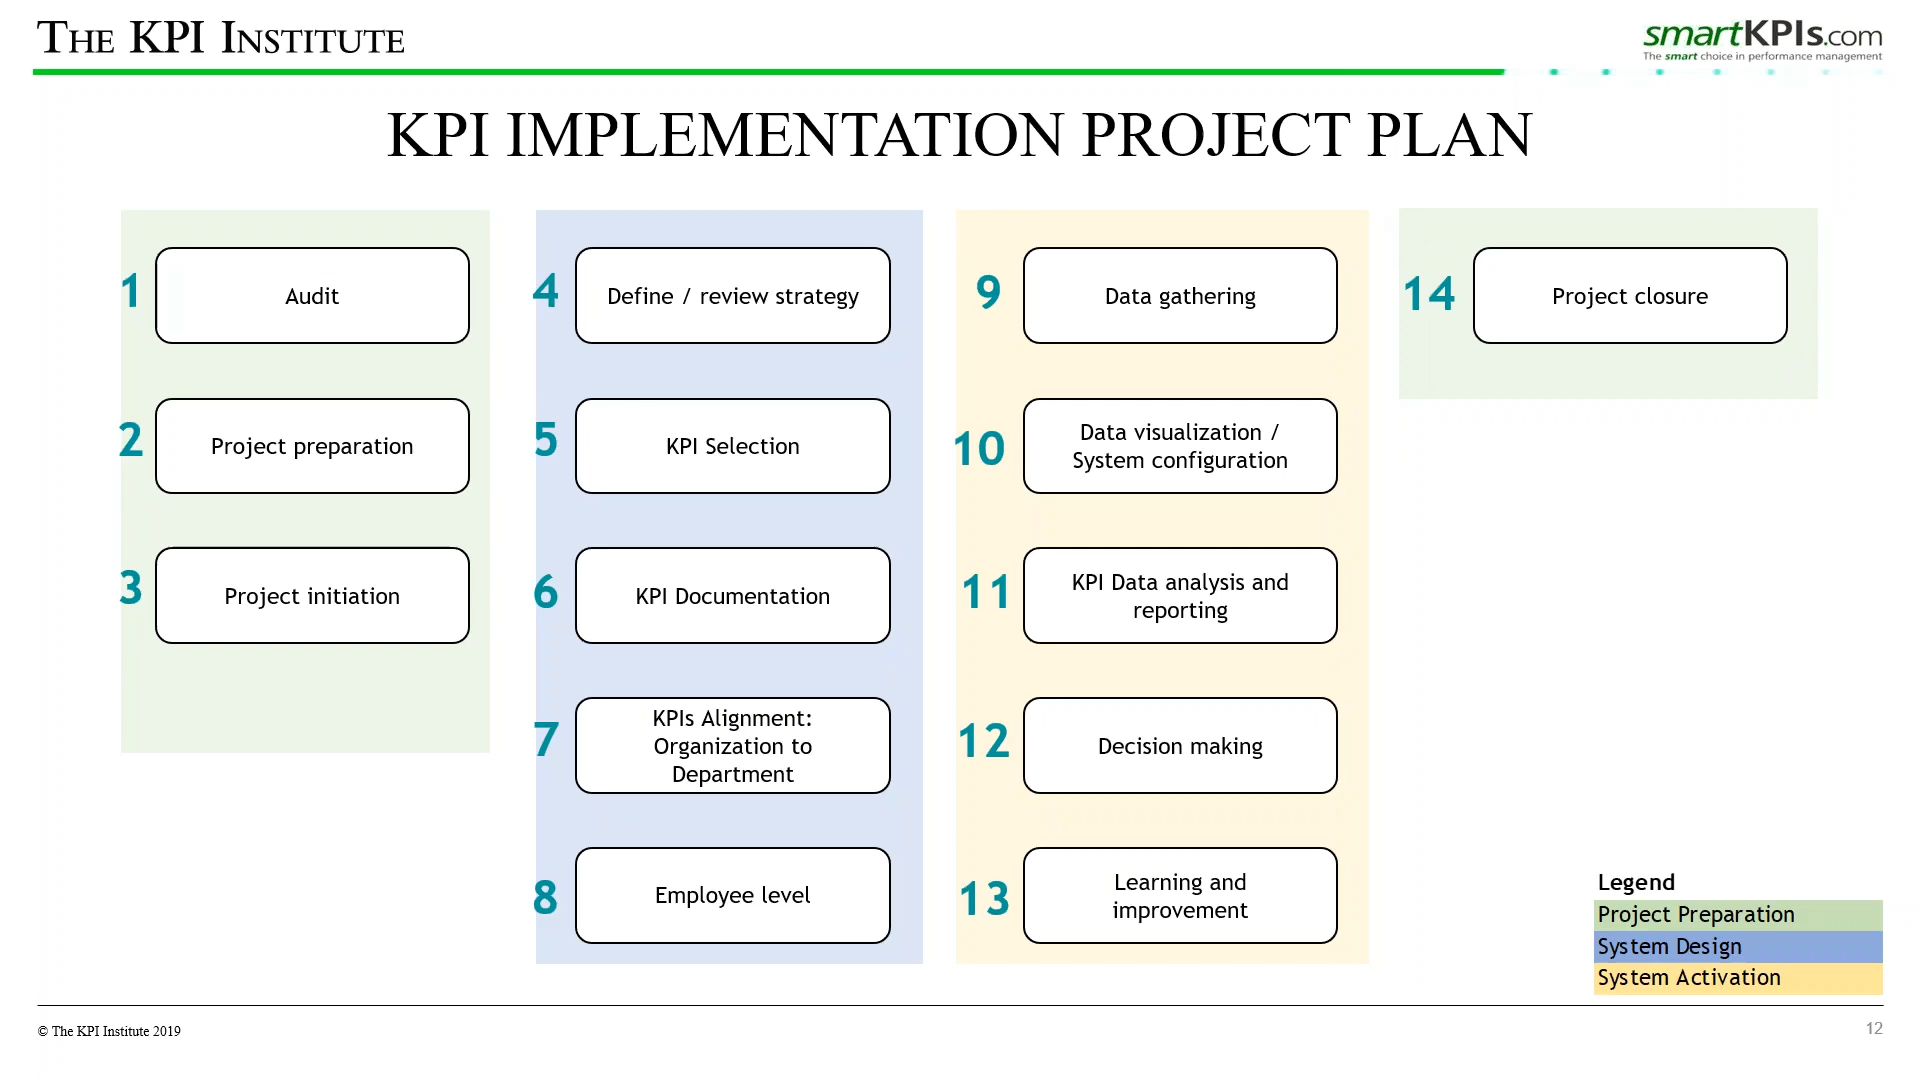 THE KPI INSTITUTE
smartKPIs.com
The smart choice in performance management
KPI IMPLEMENTATION PROJECT PLAN
1
Audit
2
Project preparation
3
Project initiation
4
Define / review strategy
5
KPI Selection
6
KPI Documentation
7
KPIs Alignment:
Organization to
Department
8
Employee level
9
Data gathering
10
Data visualization /
System configuration
11
KPI Data analysis and
reporting
12
Decision making
13
Learning and
improvement
14
Project closure
Legend
Project Preparation
System Design
System Activation
© The KPI Institute 2019
12